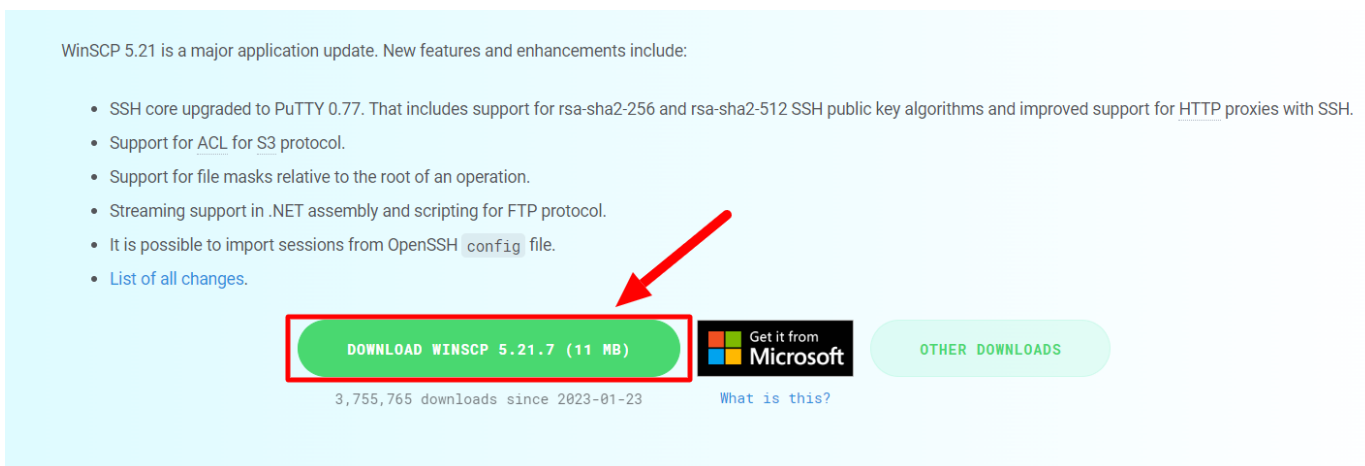 WinSCP 5.21 is a major application update. New features and enhancements include:
SSH core upgraded to PuTTY 0.77. That includes support for rsa-sha2-256 and rsa-sha2-512 SSH public key algorithms and improved support for HTTP proxies with SSH.
Support for ACL for S3 protocol.
Support for file masks relative to the root of an operation.
Streaming support in .NET assembly and scripting for FTP protocol.
It is possible to import sessions from OpenSSH config file.
List of all changes.
DOWNLOAD WINSCP 5.21.7 (11 MB)
Get it from
Microsoft
OTHER DOWNLOADS
3,755,765 downloads since 2023-01-23
What is this?